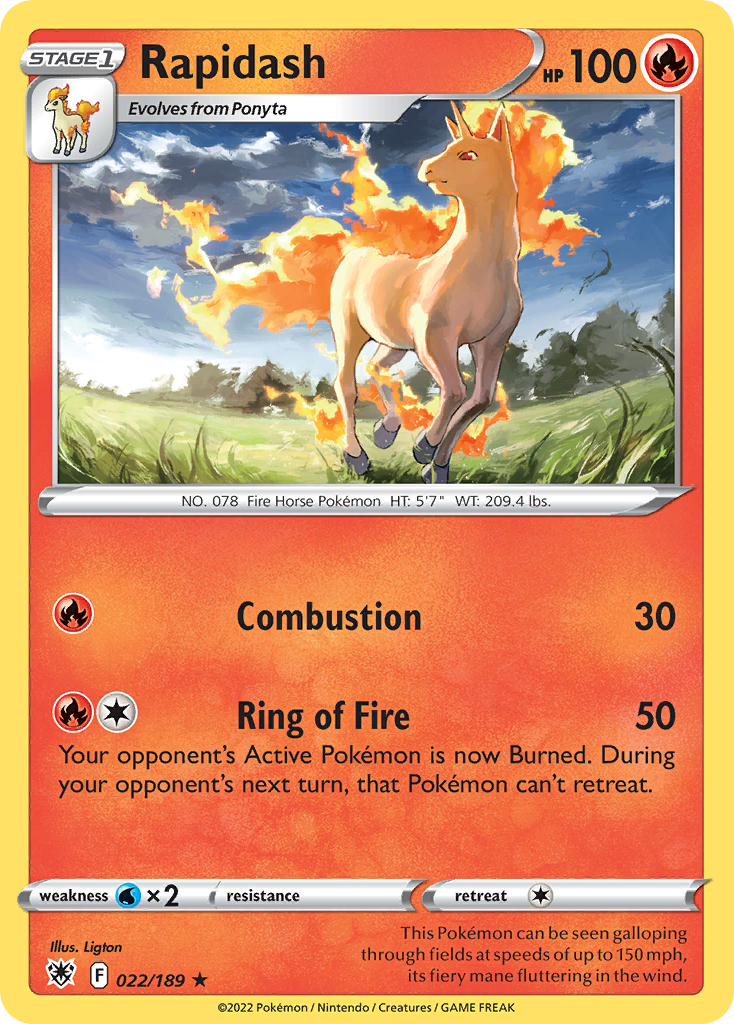 STAGE1
Rapidash
HP 100
Evolves from Ponyta
NO. 078 Fire Horse Pokémon HT: 5'7" WT: 209.4 lbs.
Combustion 30
Ring of Fire 50
Your opponent's Active Pokémon is now Burned. During
your opponent's next turn, that Pokémon can't retreat.
weakness ×2 resistance retreat
Illus. Ligton
F 022/189 ★
This Pokémon can be seen galloping
through fields at speeds of up to 150 mph,
its fiery mane fluttering in the wind.
©2022 Pokémon / Nintendo / Creatures / GAME FREAK